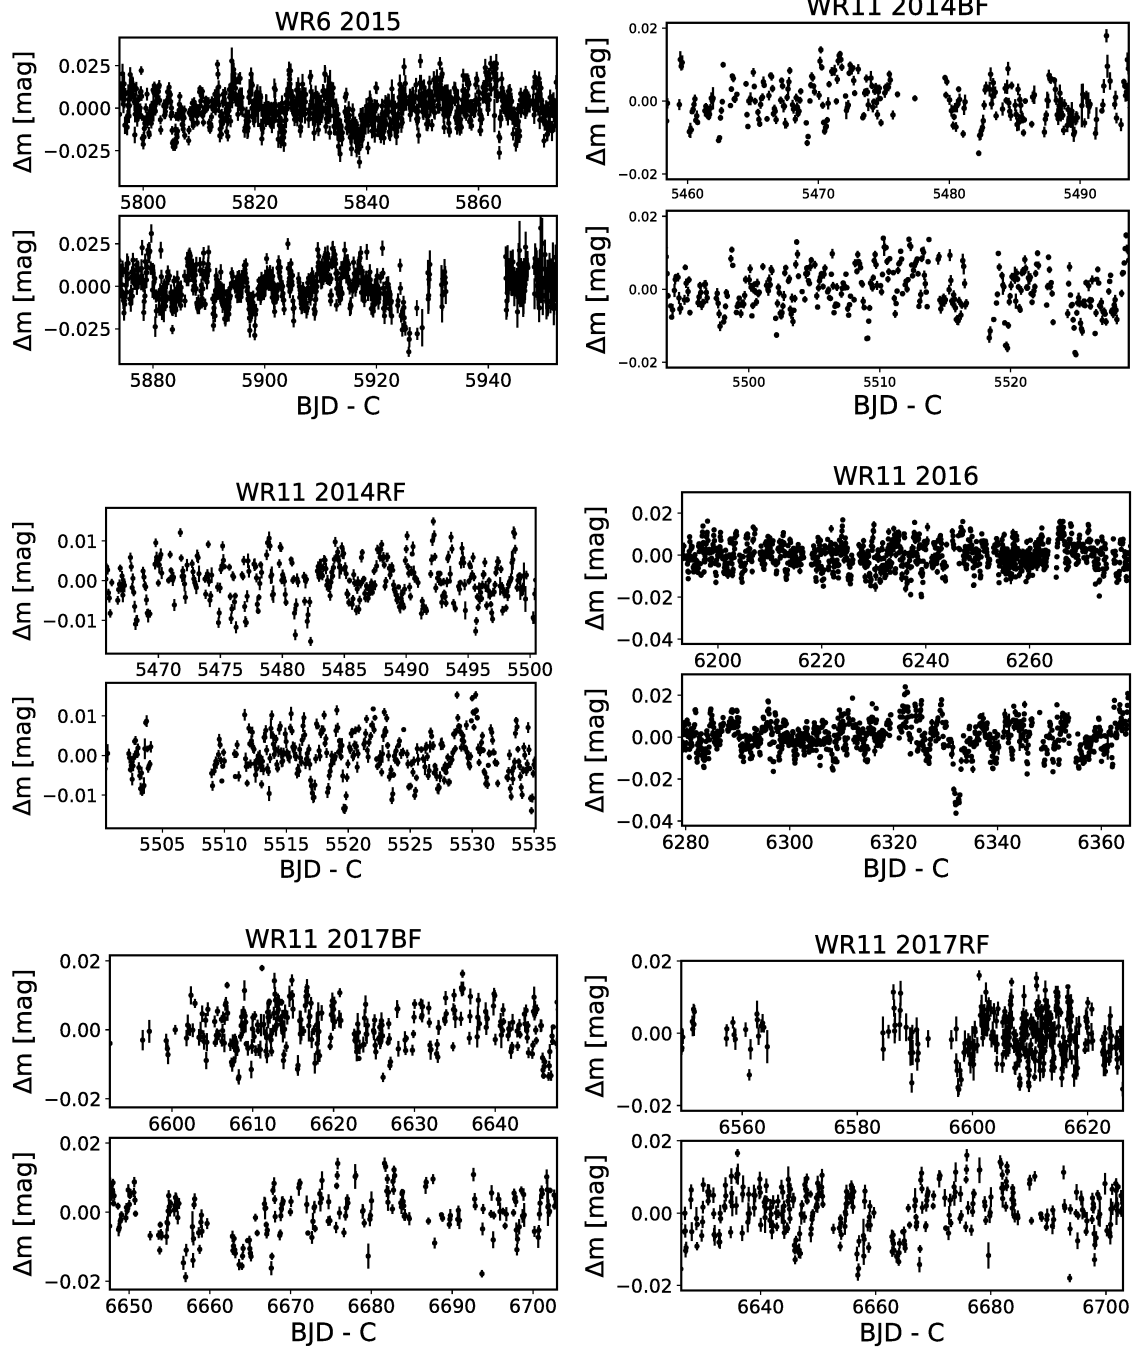 WR6 2015
Δm [mag]
0.025
0.000
−0.025
5800 5820 5840 5860
Δm [mag]
0.025
0.000
−0.025
5880 5900 5920 5940
BJD - C
WR11 2014BF
Δm [mag]
0.02
0.00
−0.02
5460 5470 5480 5490
Δm [mag]
0.02
0.00
−0.02
5500 5510 5520
BJD - C
WR11 2014RF
Δm [mag]
0.01
0.00
−0.01
5470 5475 5480 5485 5490 5495 5500
Δm [mag]
0.01
0.00
−0.01
5505 5510 5515 5520 5525 5530 5535
BJD - C
WR11 2016
Δm [mag]
0.02
0.00
−0.02
−0.04
6200 6220 6240 6260
Δm [mag]
0.02
0.00
−0.02
−0.04
6280 6300 6320 6340 6360
BJD - C
WR11 2017BF
Δm [mag]
0.02
0.00
−0.02
6600 6610 6620 6630 6640
Δm [mag]
0.02
0.00
−0.02
6650 6660 6670 6680 6690 6700
BJD - C
WR11 2017RF
Δm [mag]
0.02
0.00
−0.02
6560 6580 6600 6620
Δm [mag]
0.02
0.00
−0.02
6640 6660 6680 6700
BJD - C